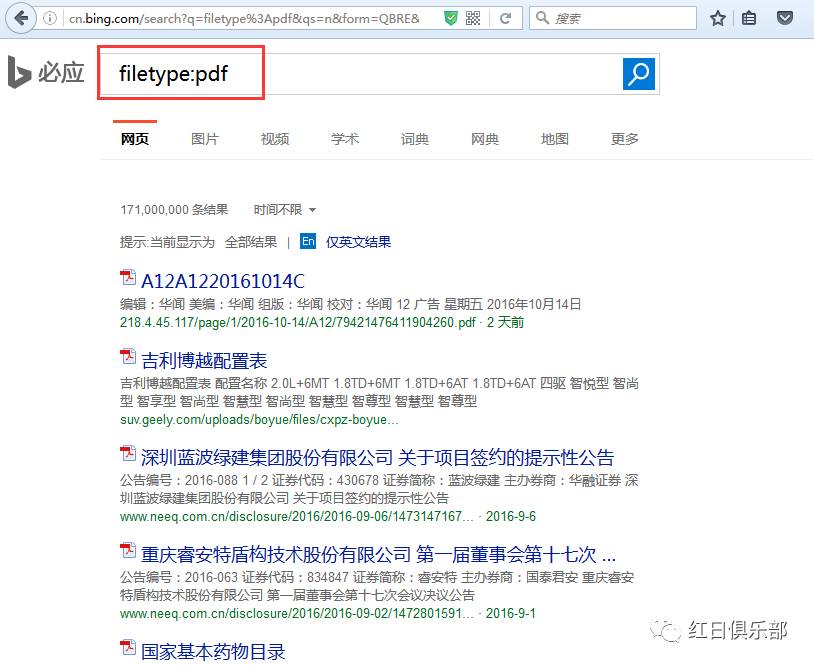 cn.bing.com/search?q=filetype%3Apdf&qs=n&form=QBRE&
搜索
必应
filetype:pdf
网页 图片 视频 学术 词典 网典 地图 更多
171,000,000 条结果 时间不限
提示:当前显示为 全部结果 | En 仅英文结果
A12A1220161014C
编辑：华闻 美编：华闻 组版：华闻 校对：华闻 12 广告 星期五 2016年10月14日
218.4.45.117/page/1/2016-10-14/A12/79421476411904260.pdf · 2 天前
吉利博越配置表
吉利博越配置表 配置名称 2.0L+6MT 1.8TD+6MT 1.8TD+6AT 1.8TD+6AT 四驱 智悦型 智尚
型 智享型 智尚型 智慧型 智尚型 智慧型 智尊型 智慧型 智尊型
suv.geely.com/uploads/boyue/files/cxpz-boyue...
深圳蓝波绿建集团股份有限公司 关于项目签约的提示性公告
公告编号：2016-088 1 / 2 证券代码：430678 证券简称：蓝波绿建 主办券商：华融证券 深
圳蓝波绿建集团股份有限公司 关于项目签约的提示性公告
www.neeq.com.cn/disclosure/2016/2016-09-06/1473147167... · 2016-9-6
重庆睿安特盾构技术股份有限公司 第一届董事会第十七次 ...
公告编号：2016-063 证券代码：834847 证券简称：睿安特 主办券商：国泰君安 重庆睿安
特盾构技术股份有限公司 第一届董事会第十七次会议决议公告
www.neeq.com.cn/disclosure/2016/2016-09-02/1472801591... · 2016-9-1
国家基本药物目录
红日俱乐部